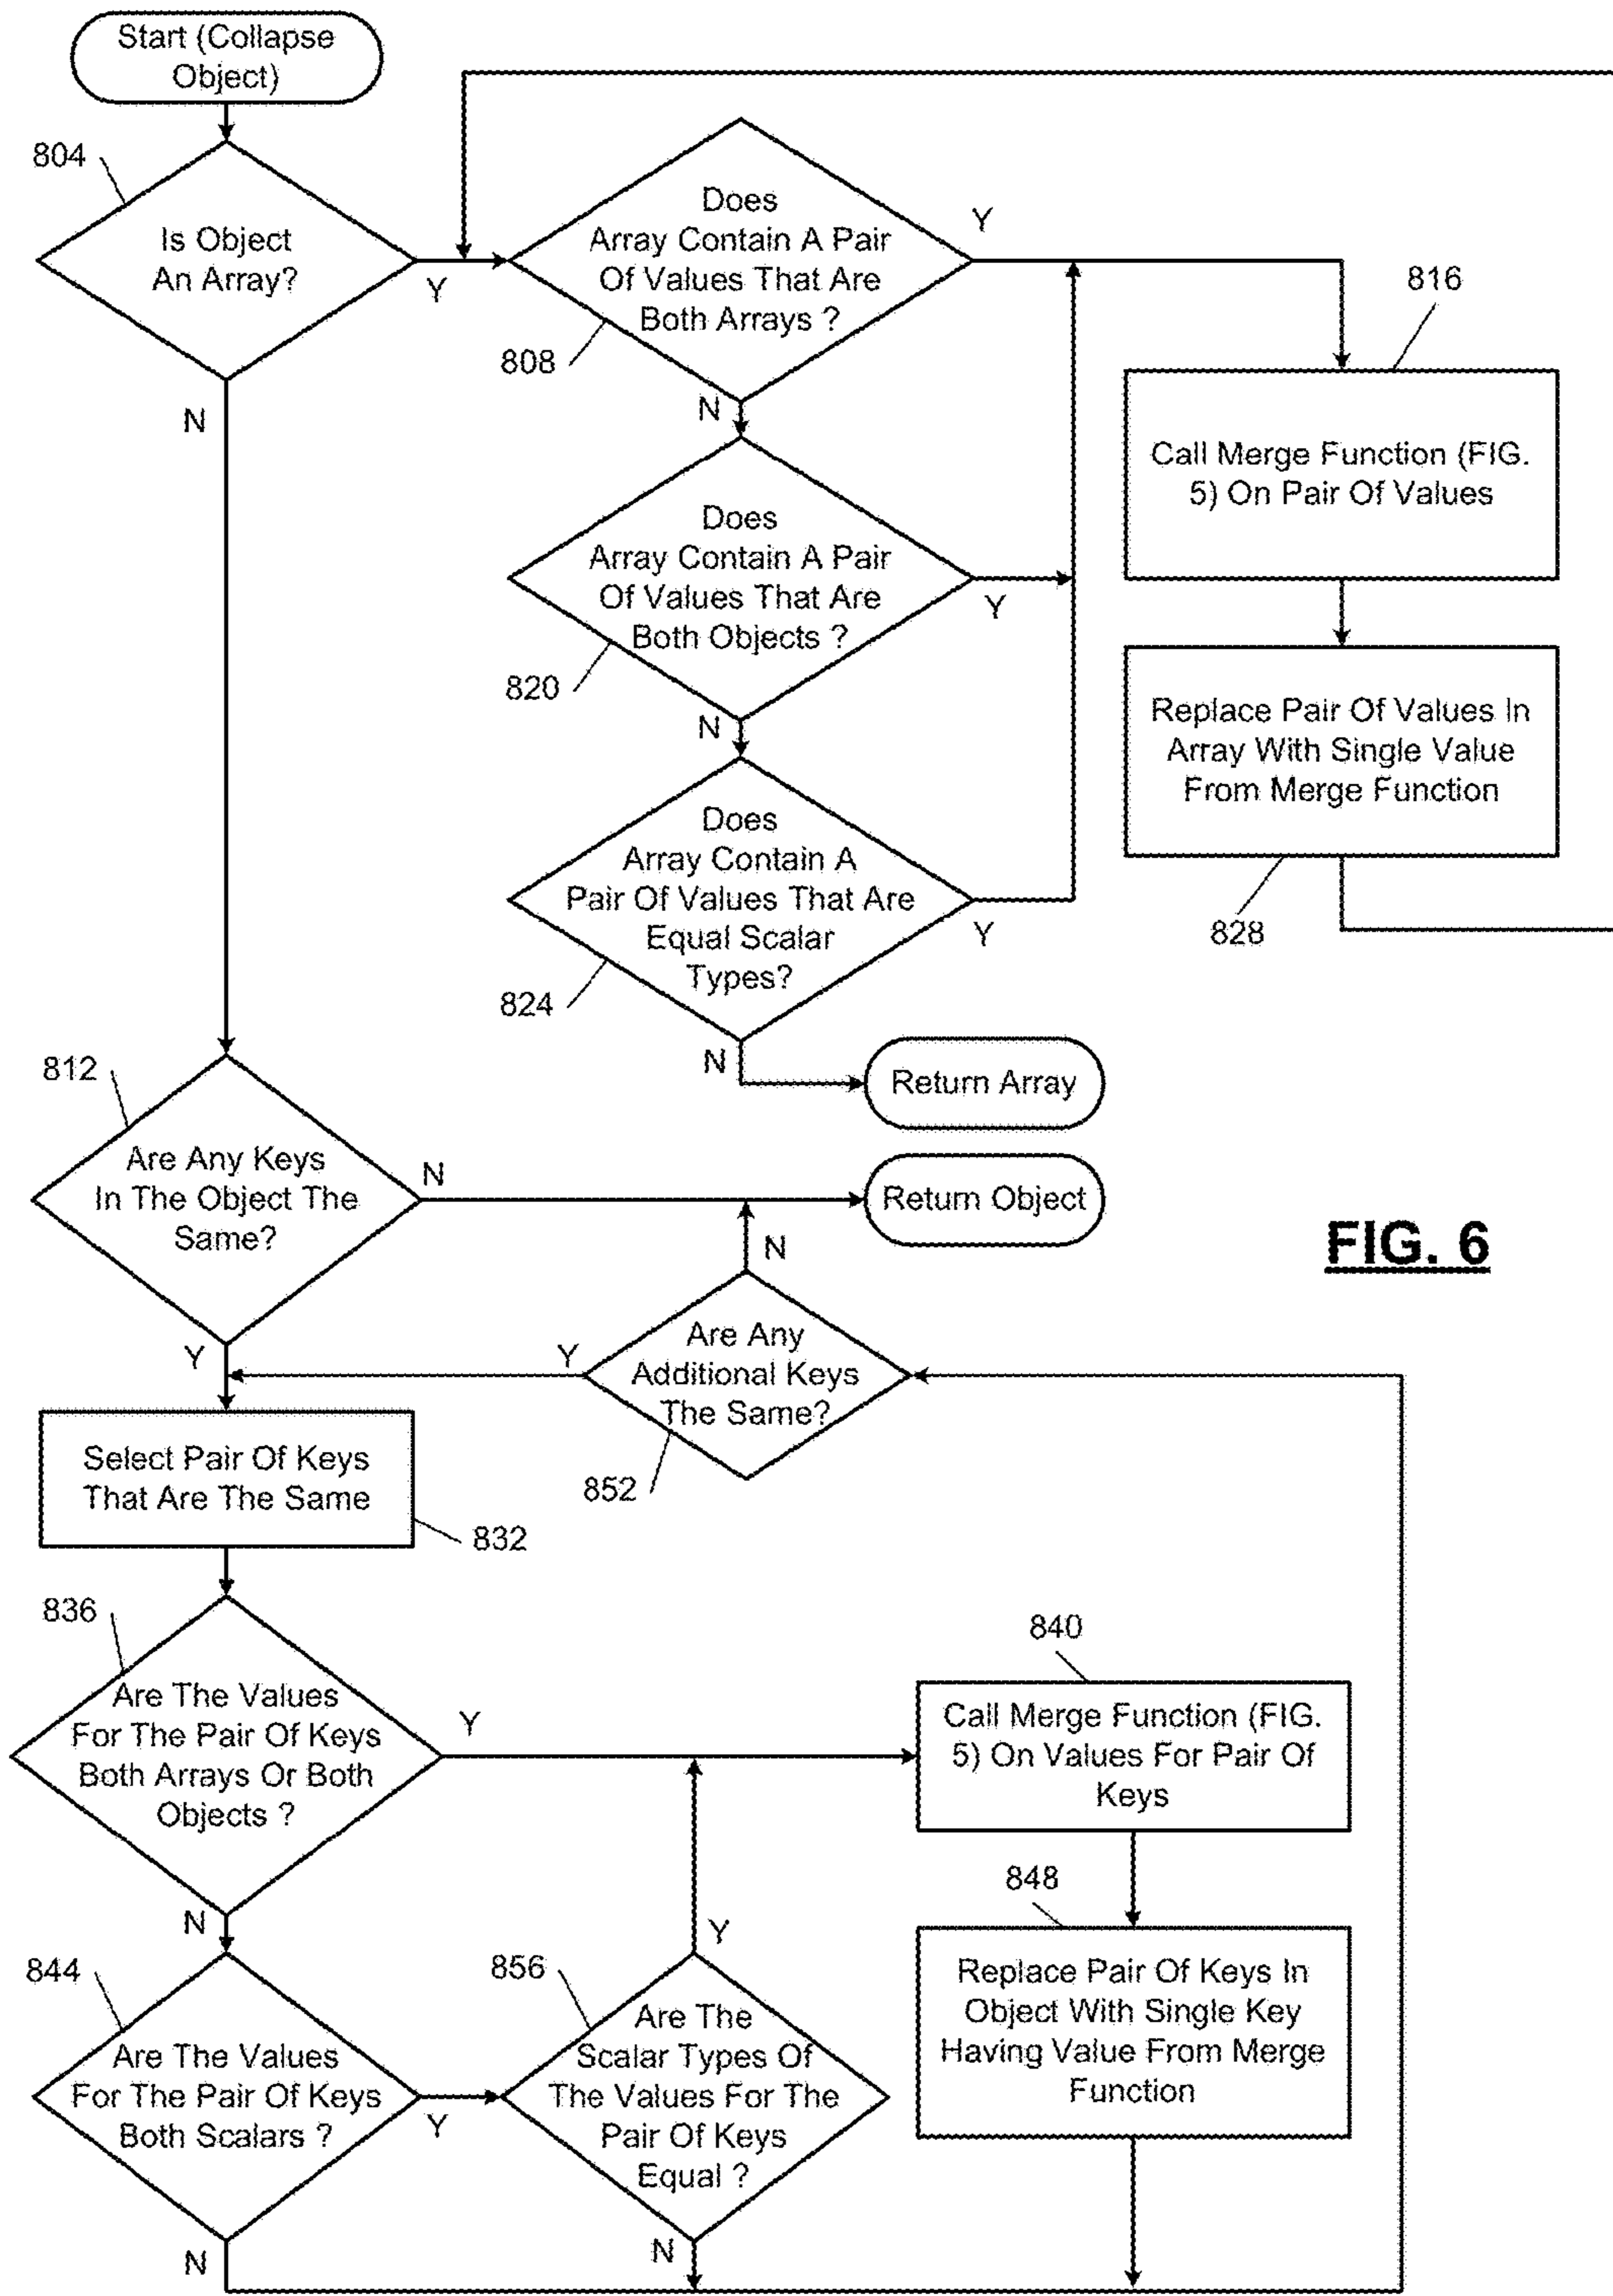 Start (Collapse
Object)
804
Is Object
An Array?
Y
N
Does
Array Contain A Pair
Of Values That Are
Both Arrays ?
808
Y
N
816
Call Merge Function (FIG.
5) On Pair Of Values
Does
Array Contain A Pair
Of Values That Are
Both Objects ?
820
Y
N
Replace Pair Of Values In
Array With Single Value
From Merge Function
828
Does
Array Contain A
Pair Of Values That Are
Equal Scalar
Types?
824
Y
N
Return Array
812
Are Any Keys
In The Object The
Same?
N
Return Object
Y
FIG. 6
N
Are Any
Additional Keys
The Same?
Y
852
Select Pair Of Keys
That Are The Same
832
836
Are The Values
For The Pair Of Keys
Both Arrays Or Both
Objects ?
Y
N
840
Call Merge Function (FIG.
5) On Values For Pair Of
Keys
848
Replace Pair Of Keys In
Object With Single Key
Having Value From Merge
Function
844
Are The Values
For The Pair Of Keys
Both Scalars ?
Y
N
856
Y
Are The
Scalar Types Of
The Values For The
Pair Of Keys
Equal ?
N